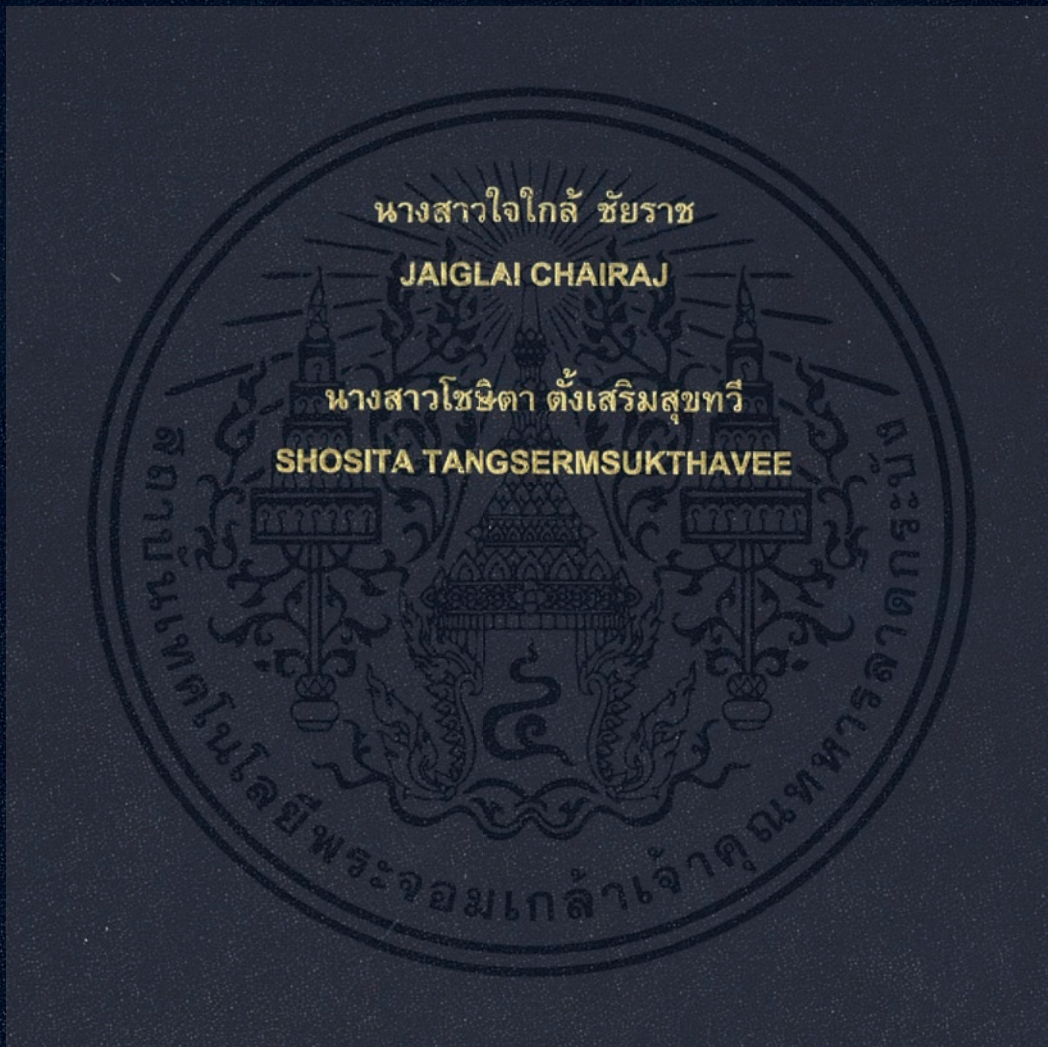 นางสาวใจใกล้ ชัยราช
JAIGLAI CHAIRAJ
นางสาวโชษิตา ตั้งเสริมสุขทวี
SHOSITA TANGSERMSUKTHAVEE
สถาบันเทคโนโลยีพระจอมเกล้าเจ้าคุณทหารลาดกระบัง
๔